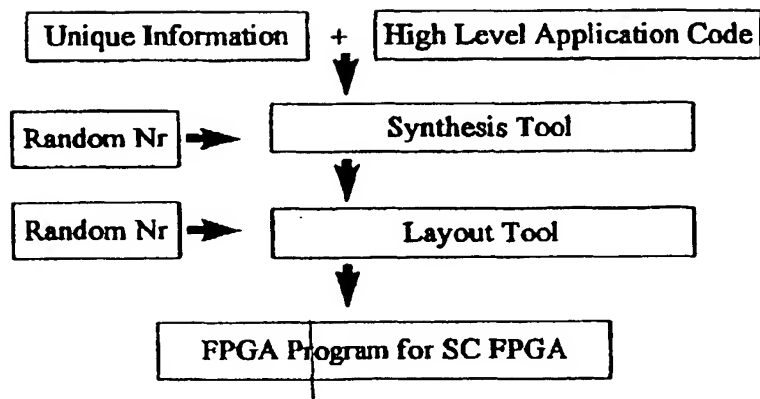 Unique Information + High Level Application Code
Random Nr Synthesis Tool
Random Nr Layout Tool
FPGA Program for SC FPGA